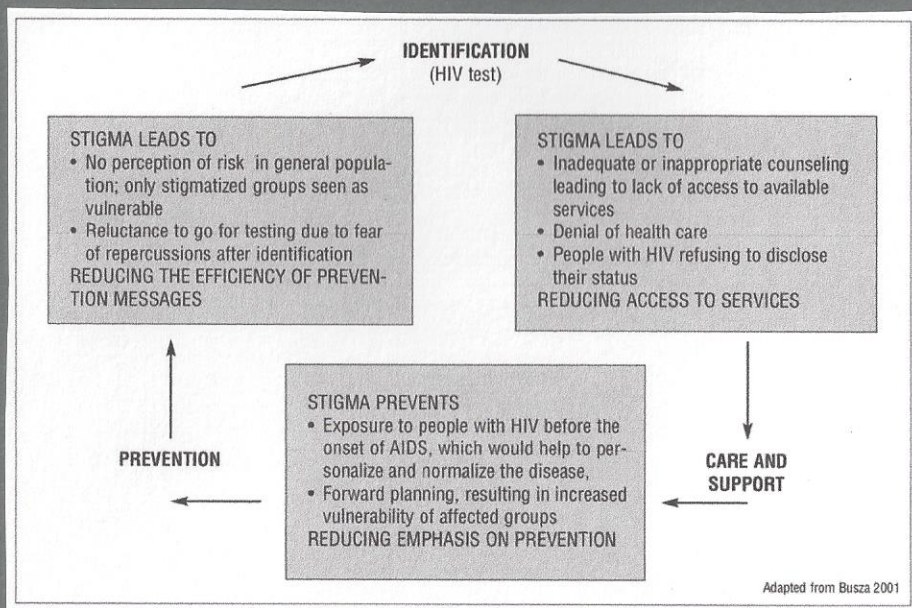 IDENTIFICATION
(HIV test)
STIGMA LEADS TO
• No perception of risk in general popula-
tion; only stigmatized groups seen as
vulnerable
• Reluctance to go for testing due to fear
of repercussions after identification
REDUCING THE EFFICIENCY OF PREVEN-
TION MESSAGES
STIGMA LEADS TO
• Inadequate or inappropriate counseling
leading to lack of access to available
services
• Denial of health care
• People with HIV refusing to disclose
their status
REDUCING ACCESS TO SERVICES
PREVENTION
STIGMA PREVENTS
• Exposure to people with HIV before the
onset of AIDS, which would help to per-
sonalize and normalize the disease,
• Forward planning, resulting in increased
vulnerability of affected groups
REDUCING EMPHASIS ON PREVENTION
CARE AND
SUPPORT
Adapted from Busza 2001